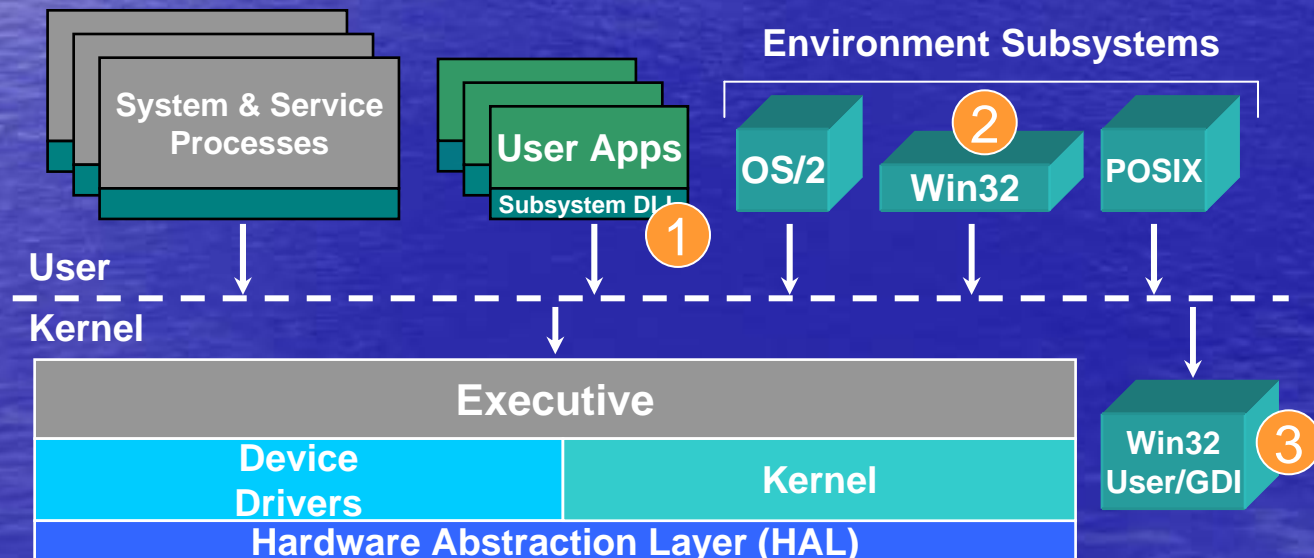 Environment Subsystems
System & Service
Processes
User Apps
Subsystem DLL
1
OS/2
2
Win32
POSIX
User
Kernel
Executive
Device
Drivers
Kernel
Win32
User/GDI
3
Hardware Abstraction Layer (HAL)